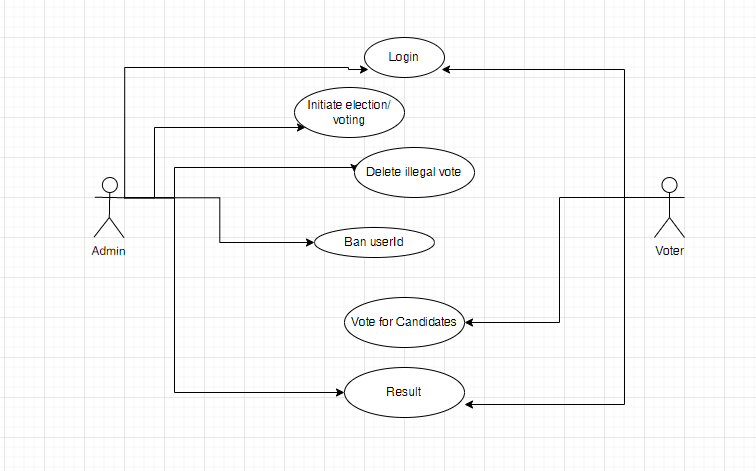 Login
Initiate election/
voting
Delete illegal vote
Ban userId
Admin
Voter
Vote for Candidates
Result